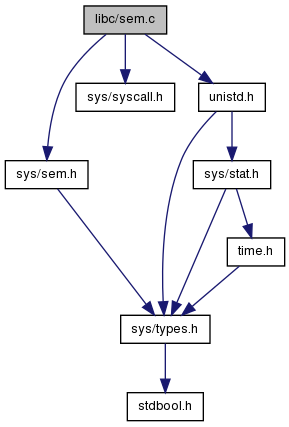 libc/sem.c
sys/syscall.h
unistd.h
sys/sem.h
sys/stat.h
time.h
sys/types.h
stdbool.h